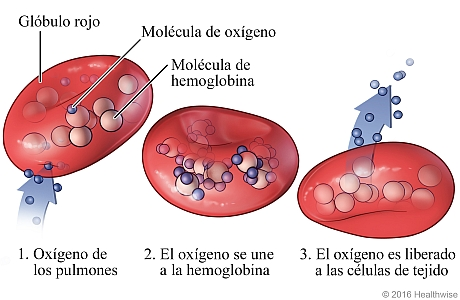 Glóbulo rojo
Molécula de oxígeno
Molécula de
hemoglobina
1. Oxígeno de
los pulmones
2. El oxígeno se une
a la hemoglobina
3. El oxígeno es liberado
a las células de tejido
© 2016 Healthwise